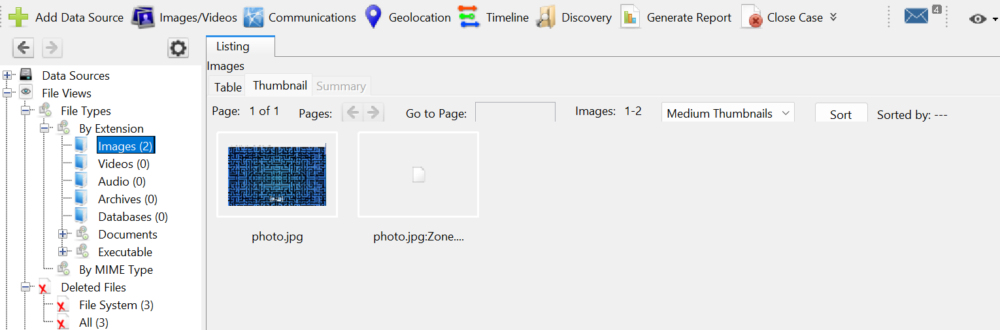 Add Data Source Images/Videos Communications Geolocation Timeline Discovery Generate Report Close Case 4
Listing
Images
Table Thumbnail Summary
Page: 1 of 1 Pages: Go to Page: Images: 1-2 Medium Thumbnails Sort Sorted by: ---
photo.jpg photo.jpg:Zone....
Data Sources
File Views
File Types
By Extension
Images (2)
Videos (0)
Audio (0)
Archives (0)
Databases (0)
Documents
Executable
By MIME Type
Deleted Files
File System (3)
All (3)